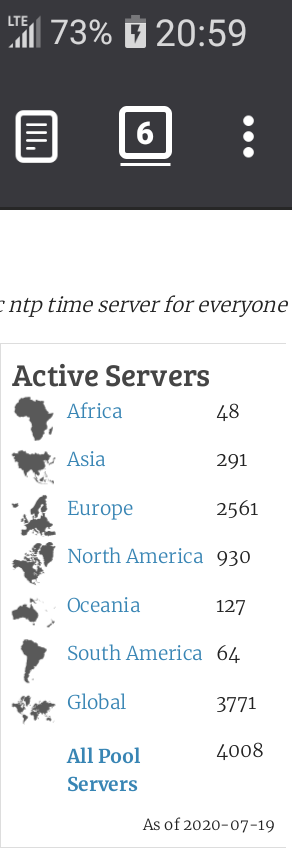 LTE 73% 20:59
6
ntp time server for everyone
Active Servers
Africa 48
Asia 291
Europe 2561
North America 930
Oceania 127
South America 64
Global 3771
All Pool 4008
Servers
As of 2020-07-19